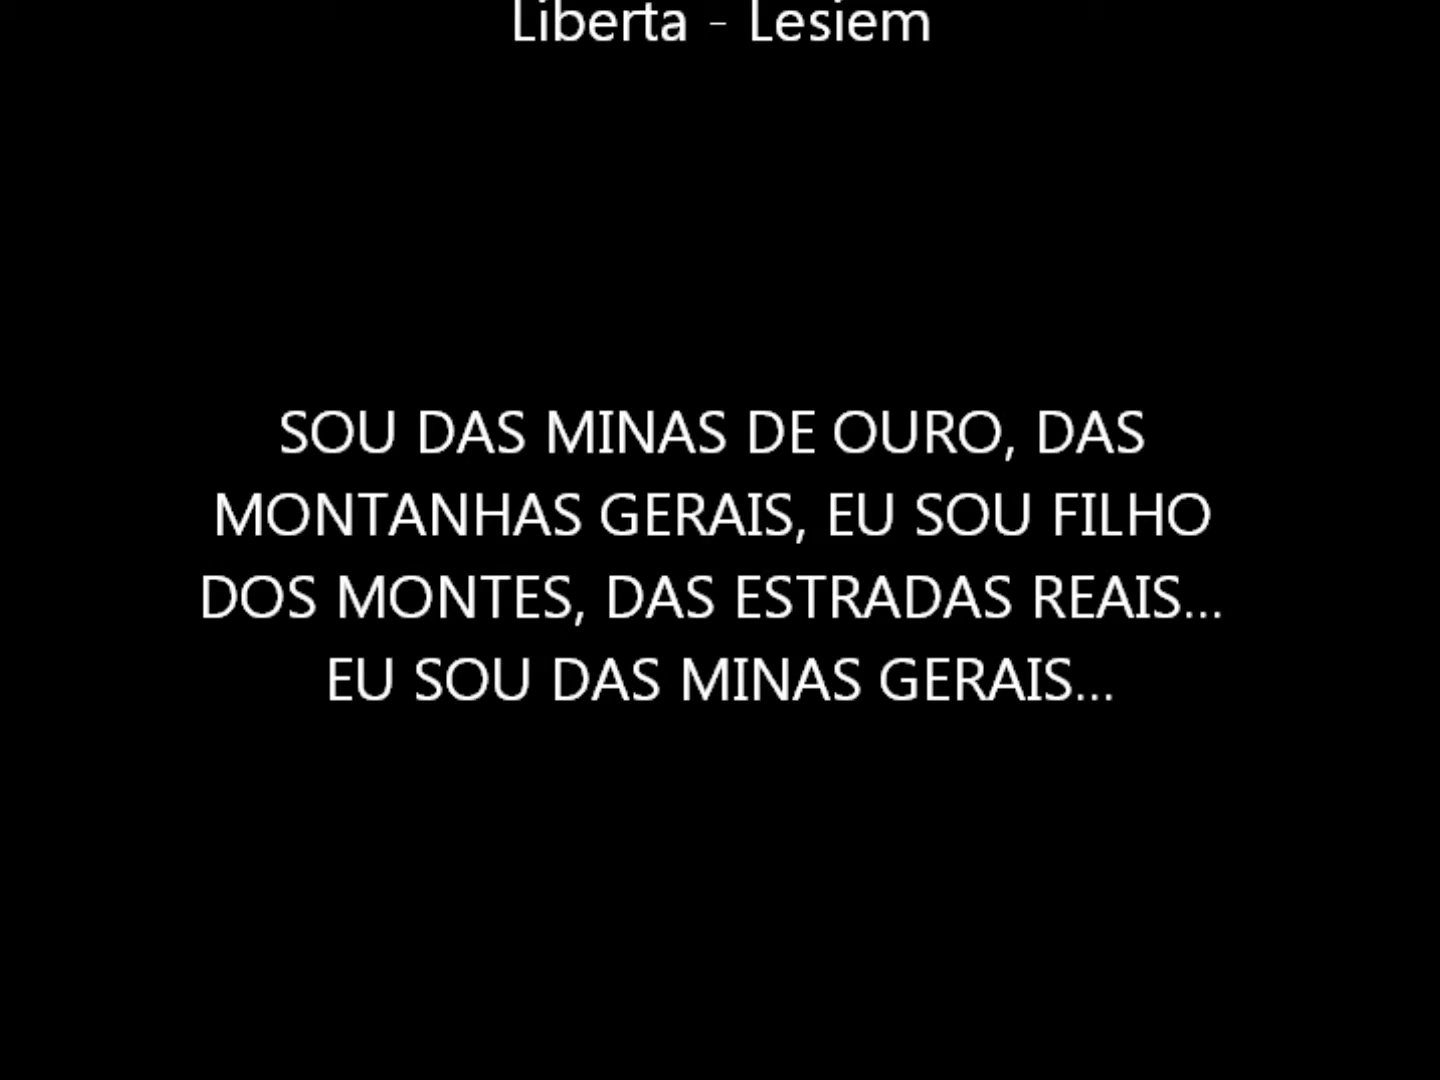 Liberta - Lesiem
SOU DAS MINAS DE OURO, DAS
MONTANHAS GERAIS, EU SOU FILHO
DOS MONTES, DAS ESTRADAS REAIS...
EU SOU DAS MINAS GERAIS...